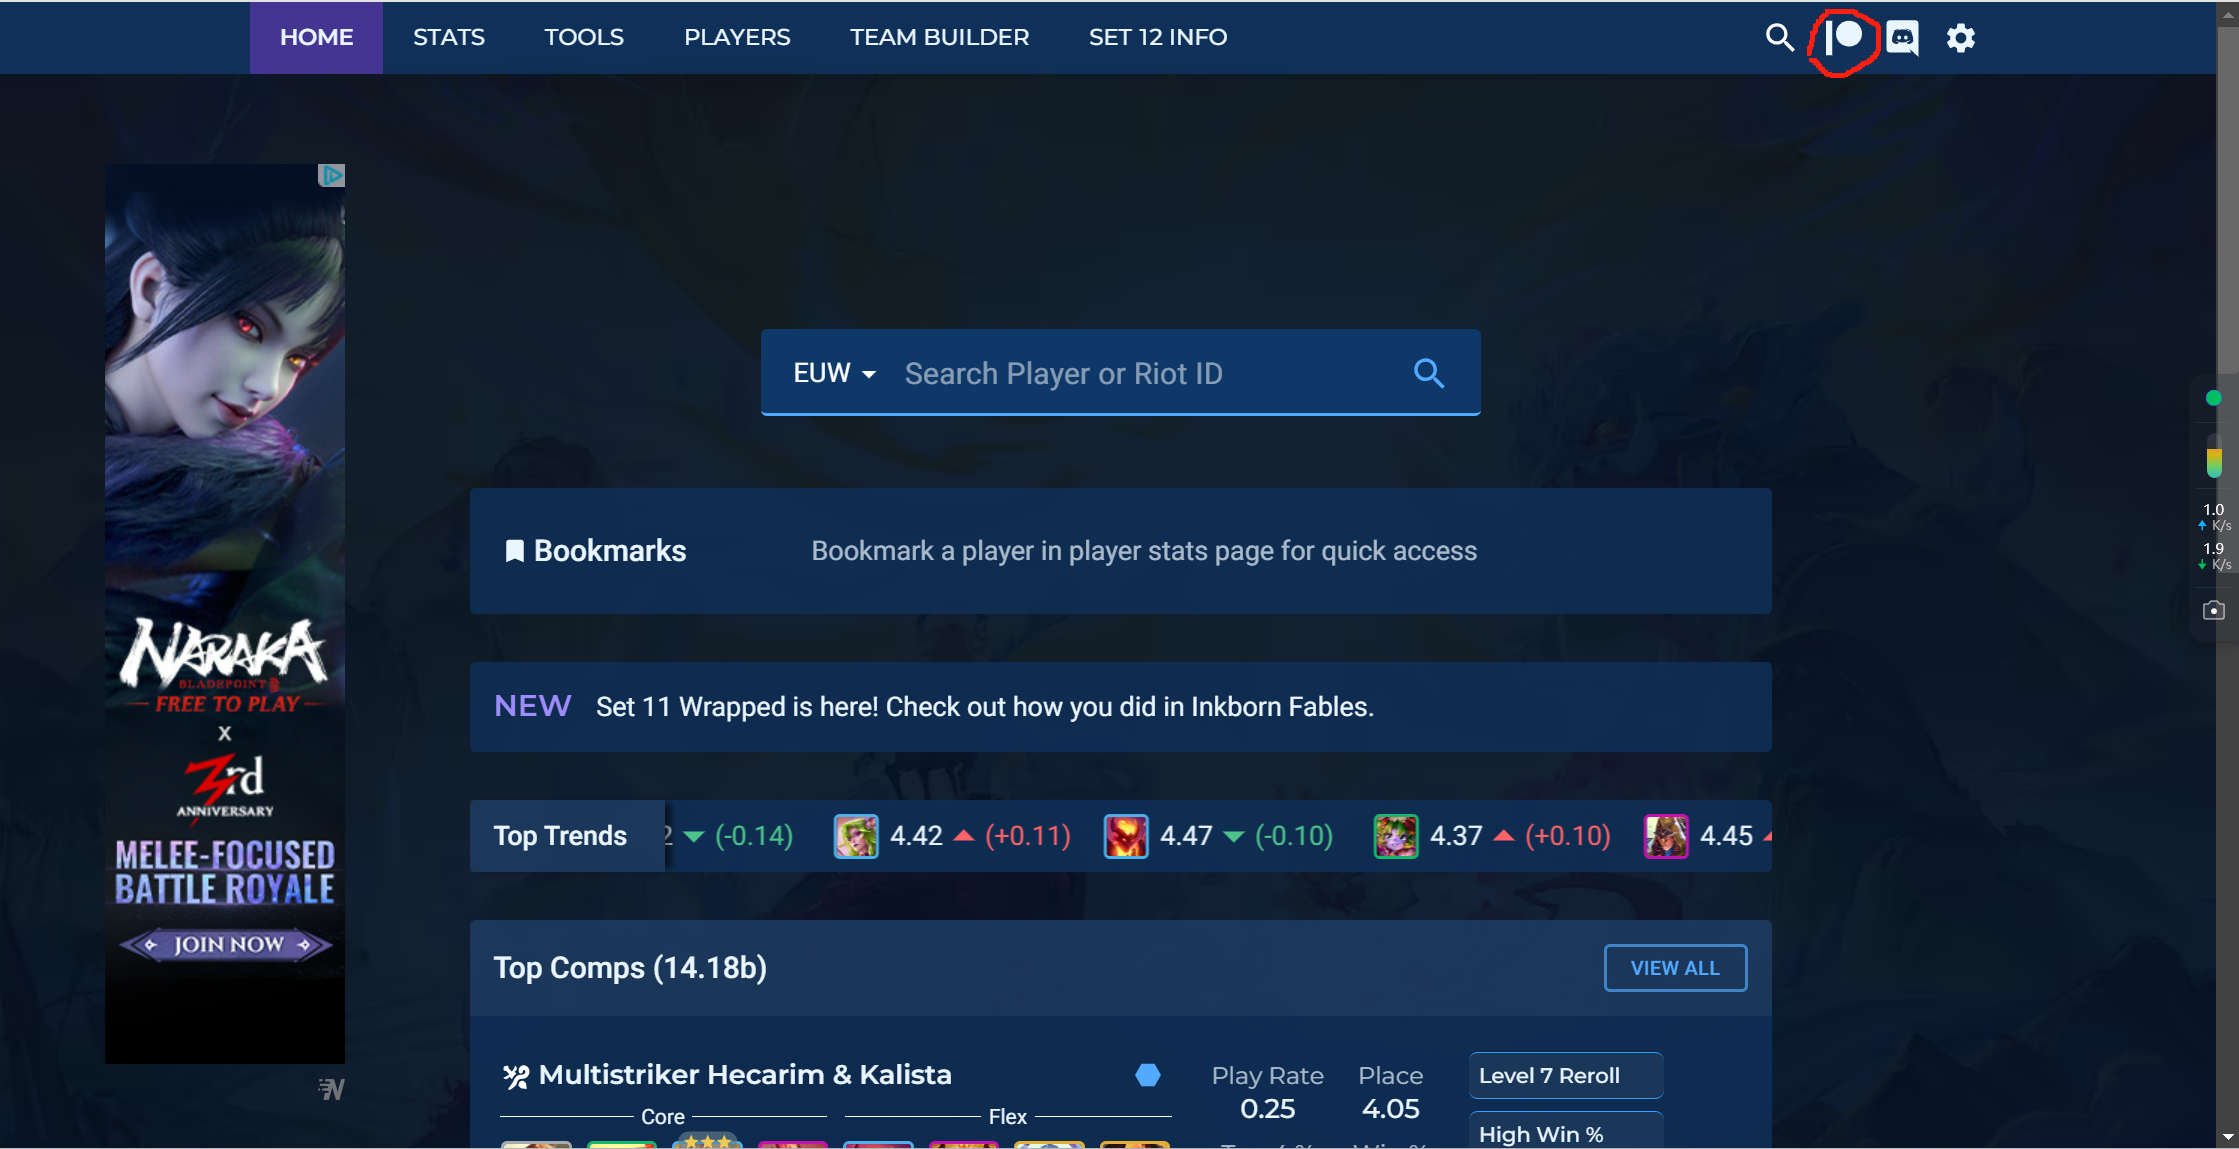 HOME STATS TOOLS PLAYERS TEAM BUILDER SET 12 INFO
EUW Search Player or Riot ID
Bookmarks Bookmark a player in player stats page for quick access
NEW Set 11 Wrapped is here! Check out how you did in Inkborn Fables.
Top Trends 2 (-0.14) 4.42 (+0.11) 4.47 (-0.10) 4.37 (+0.10) 4.45
Top Comps (14.18b) VIEW ALL
Multistriker Hecarim & Kalista
Core Flex
Play Rate Place
0.25 4.05
Level 7 Reroll
High Win %
NARAKA
BLADEPOINT
FREE TO PLAY
X
3rd
ANNIVERSARY
MELEE-FOCUSED
BATTLE ROYALE
JOIN NOW
N
1.0
K/s
1.9
K/s